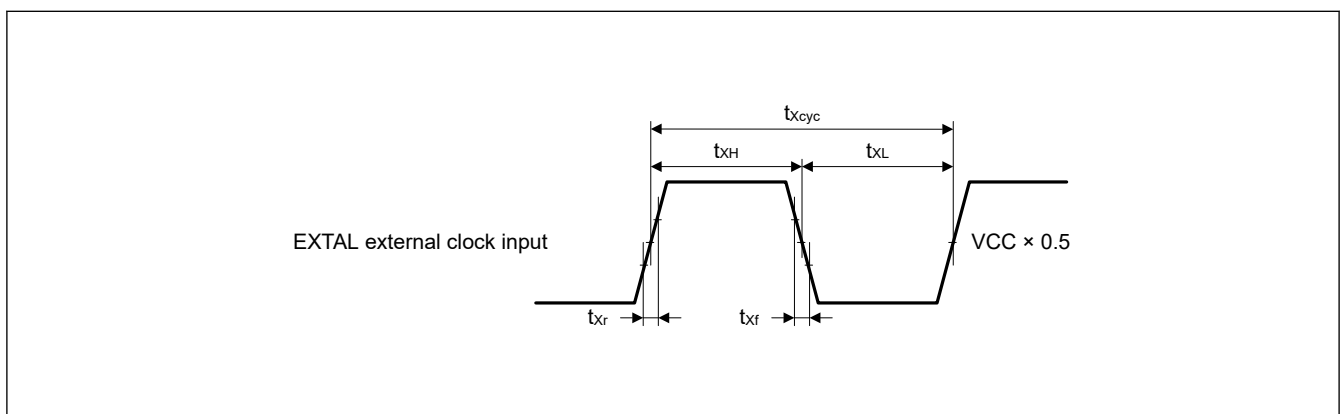 tXcyc
tXH
tXL
EXTAL external clock input
VCC × 0.5
tXr
tXf